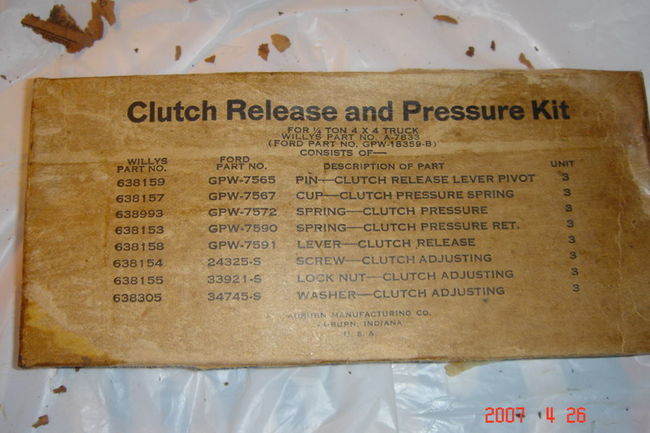 Clutch Release and Pressure Kit
FOR ¼ TON 4 X 4 TRUCK
WILLYS PART NO. A-7833
(FORD PART NO. GPW-18359-B)
CONSISTS OF—
WILLYS PART NO. FORD PART NO. DESCRIPTION OF PART UNIT
638159 GPW-7565 PIN—CLUTCH RELEASE LEVER PIVOT 3
638157 GPW-7567 CUP—CLUTCH PRESSURE SPRING 3
638993 GPW-7572 SPRING—CLUTCH PRESSURE 3
638153 GPW-7590 SPRING—CLUTCH PRESSURE RET. 3
638158 GPW-7591 LEVER—CLUTCH RELEASE 3
638154 24325-S SCREW—CLUTCH ADJUSTING 3
638155 33921-S LOCK NUT—CLUTCH ADJUSTING 3
638305 34745-S WASHER—CLUTCH ADJUSTING 3
AUBURN MANUFACTURING CO.
AUBURN, INDIANA
U. S. A.
2007 4 26